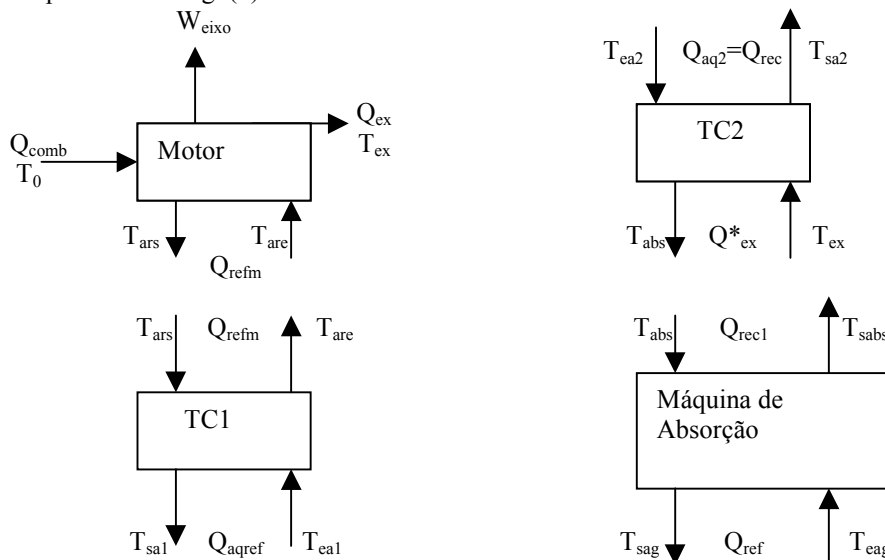 W_eixo
Q_comb
T_0
Motor
Q_ex
T_ex
T_ars
T_are
Q_refm
T_ea2 Q_aq2=Q_rec T_sa2
TC2
T_abs Q*_ex T_ex
T_ars Q_refm T_are
TC1
T_sa1 Q_aqref T_ea1
T_abs Q_rec1 T_sabs
Máquina de
Absorção
T_sag Q_ref T_eag